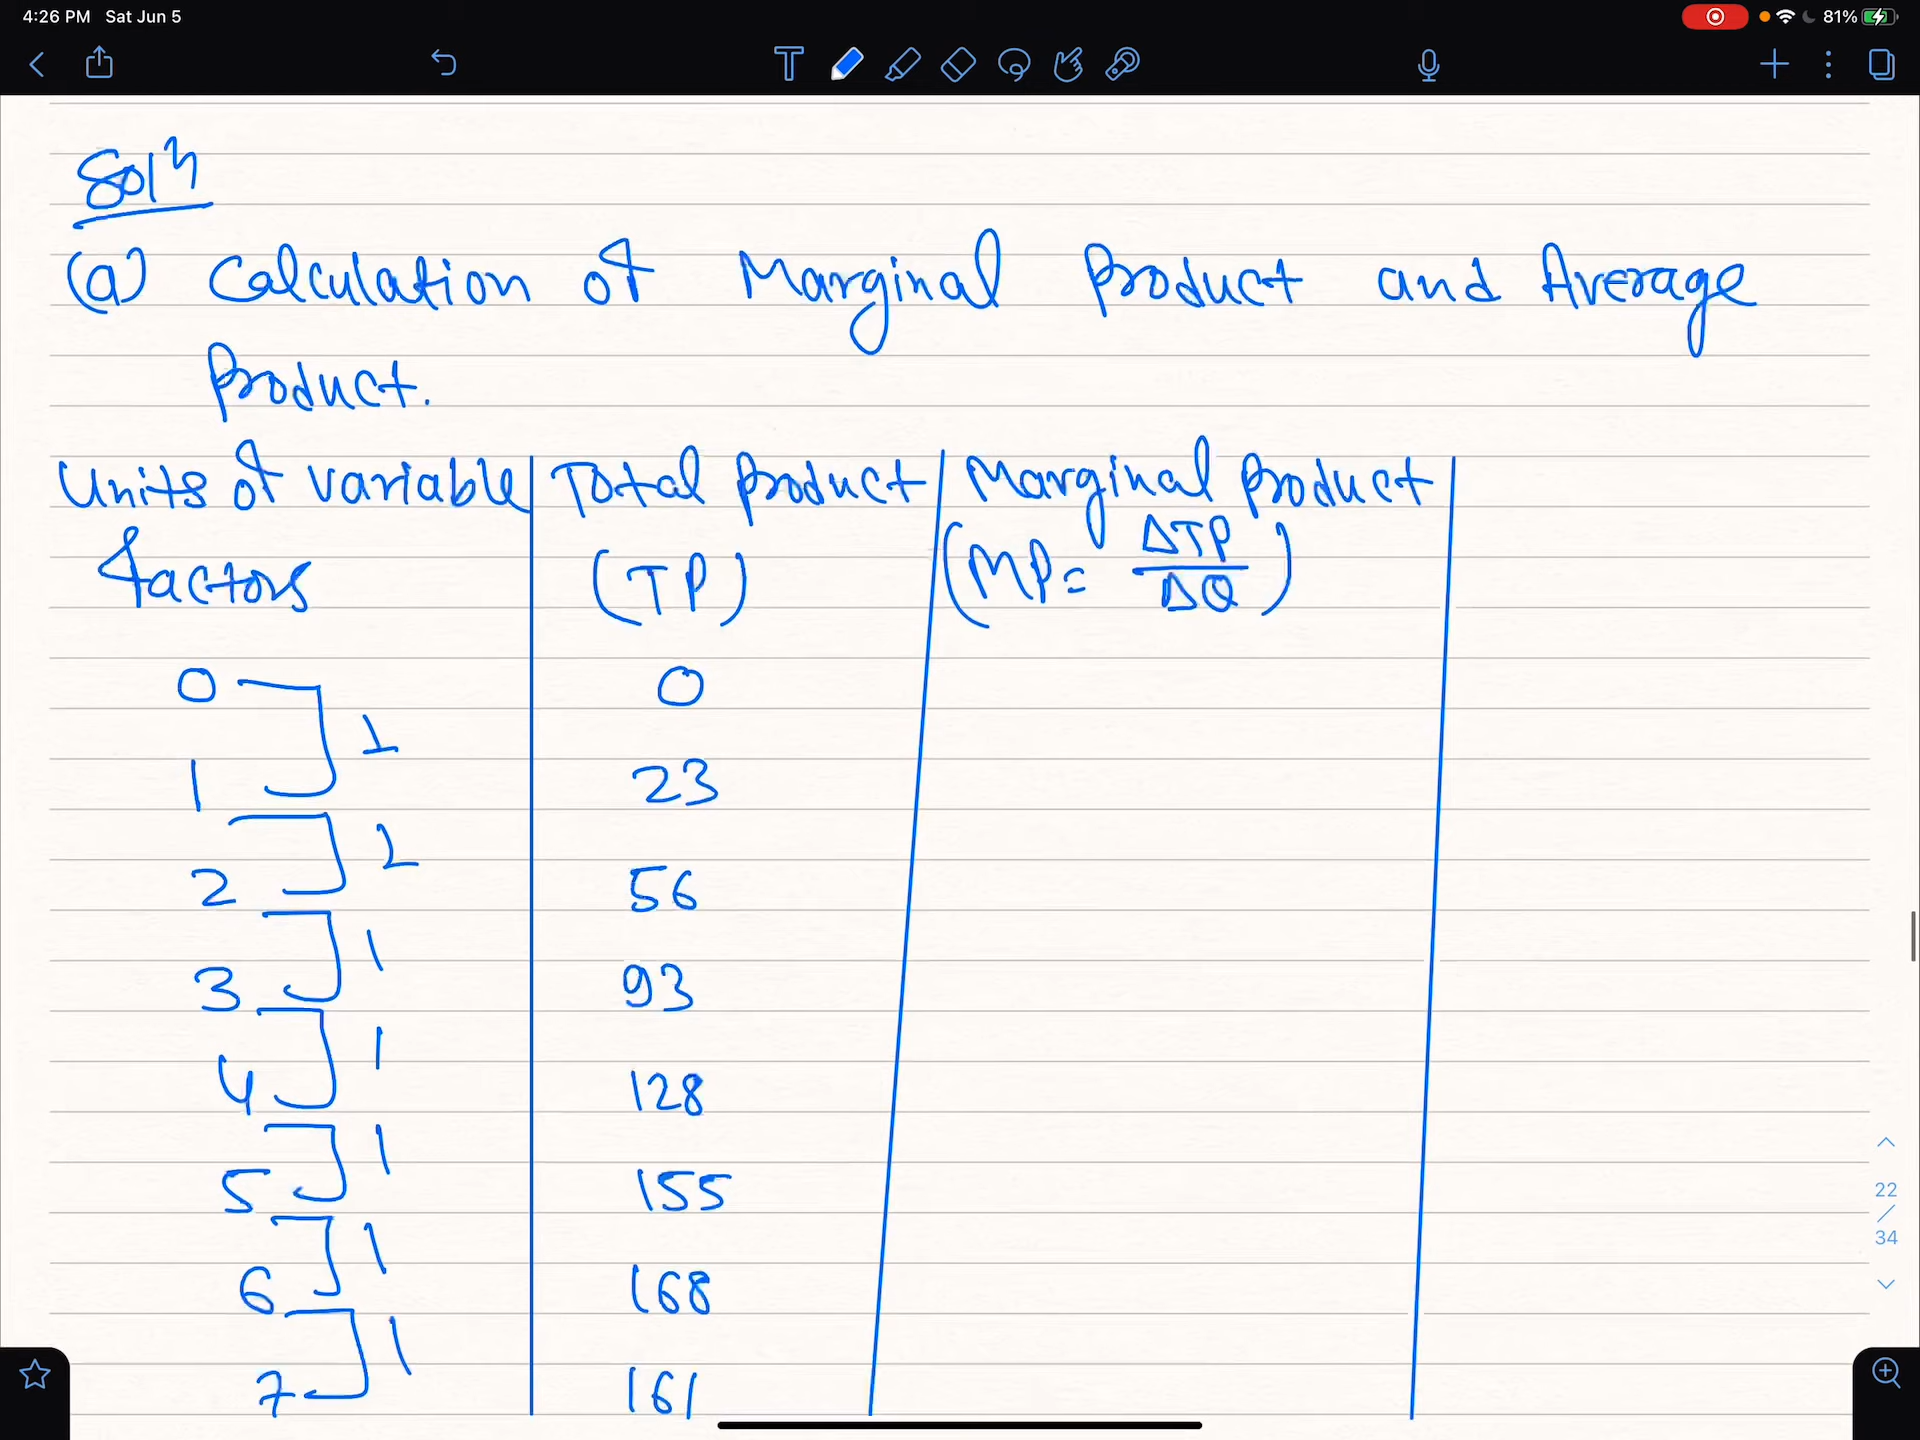 4:26 PM Sat Jun 5
81%
Solⁿ
(a) Calculation of Marginal Product and Average
Product.
Units of variable Total product Marginal product
factors (TP) (MP = ΔTP/ΔQ)
0 1 0
1 23
1
2 56
1
3 93
1
4 128
1
5 155
1
6 168
1
7 161
22
/
34